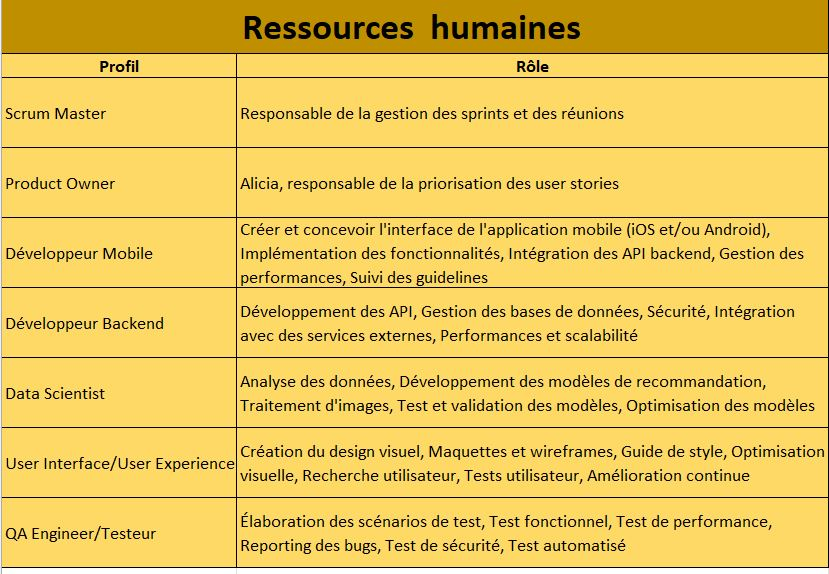 Ressources humaines
Profil
Rôle
Scrum Master
Responsable de la gestion des sprints et des réunions
Product Owner
Alicia, responsable de la priorisation des user stories
Développeur Mobile
Créer et concevoir l'interface de l'application mobile (iOS et/ou Android),
Implémentation des fonctionnalités, Intégration des API backend, Gestion des
performances, Suivi des guidelines
Développeur Backend
Développement des API, Gestion des bases de données, Sécurité, Intégration
avec des services externes, Performances et scalabilité
Data Scientist
Analyse des données, Développement des modèles de recommandation,
Traitement d'images, Test et validation des modèles, Optimisation des modèles
User Interface/User Experience
Création du design visuel, Maquettes et wireframes, Guide de style, Optimisation
visuelle, Recherche utilisateur, Tests utilisateur, Amélioration continue
QA Engineer/Testeur
Élaboration des scénarios de test, Test fonctionnel, Test de performance,
Reporting des bugs, Test de sécurité, Test automatisé